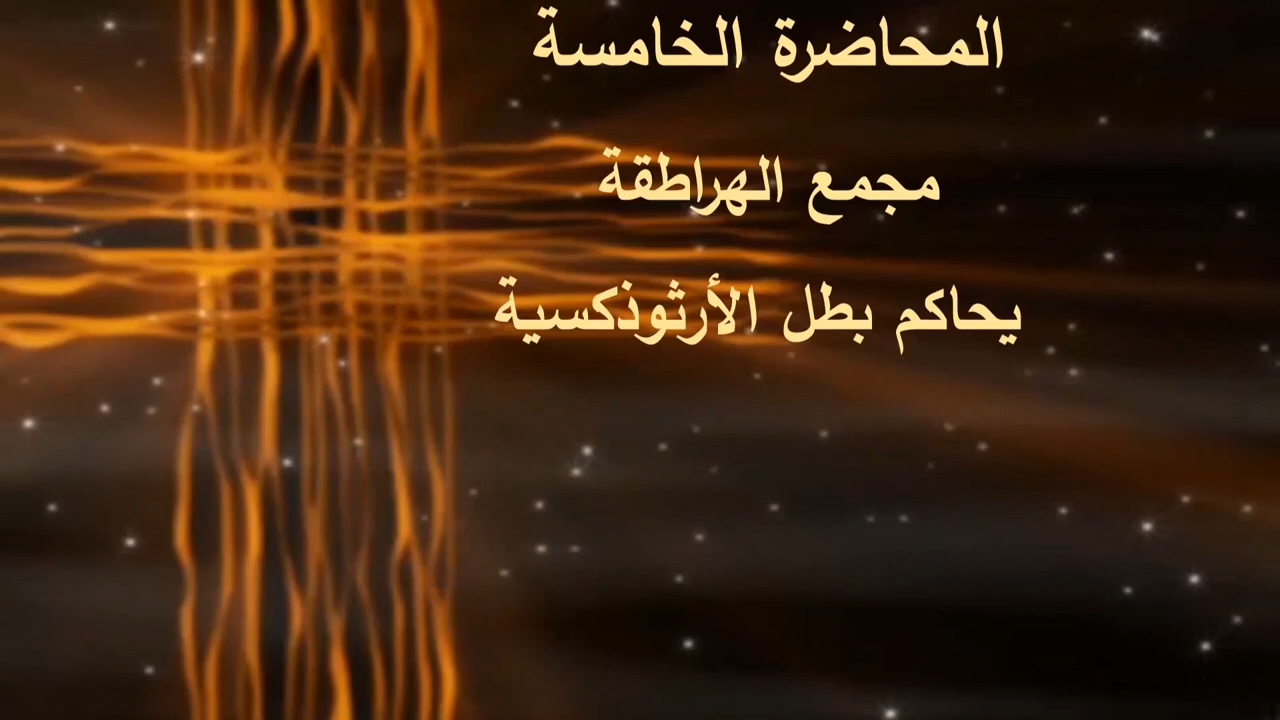 المحاضرة الخامسة
مجمع الهراطقة
يحاكم بطل الأرثوذكسية